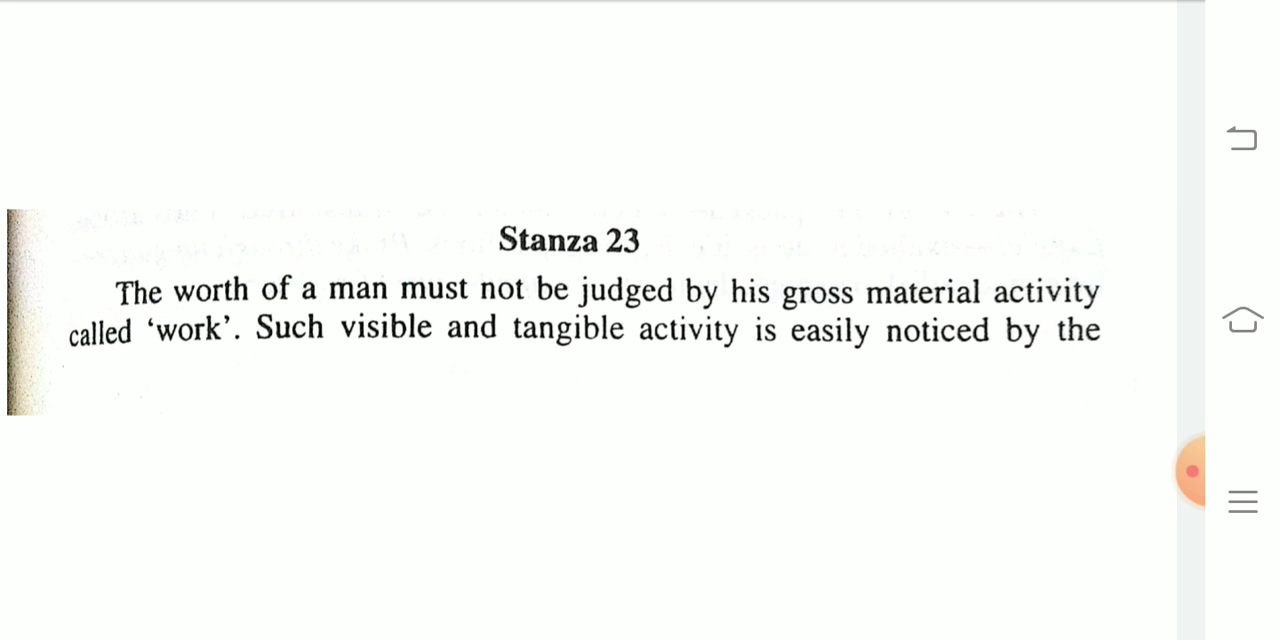 Stanza 23
The worth of a man must not be judged by his gross material activity
called ‘work’. Such visible and tangible activity is easily noticed by the